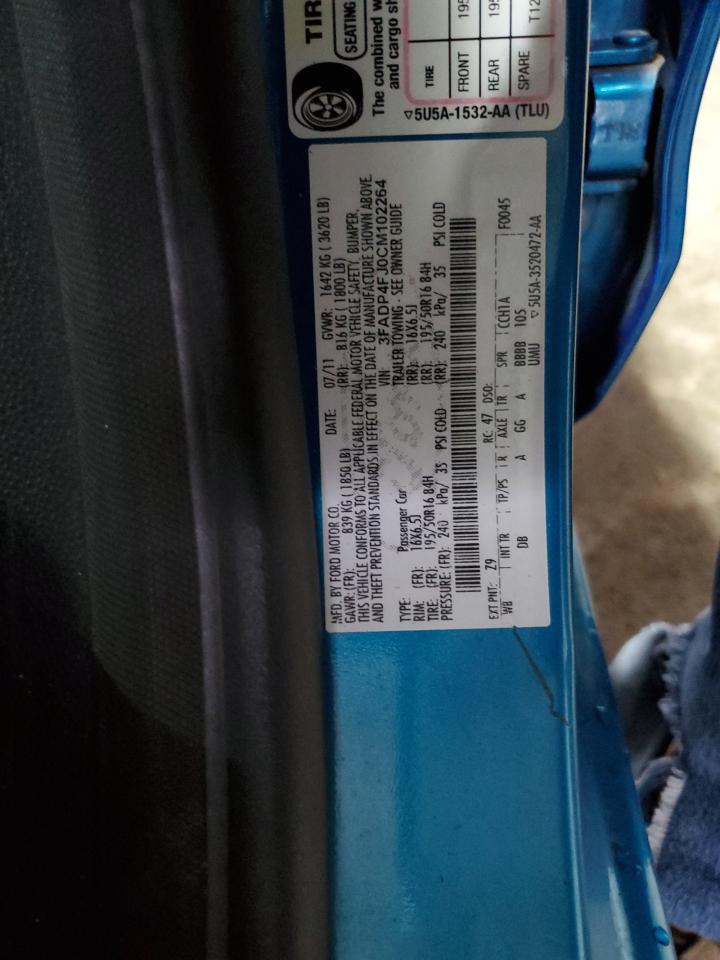 TIR
SEATING
The combined w
and cargo sh
TIRE
FRONT 195
REAR 195
SPARE T12
▽5U5A-1532-AA (TLU)
MFD. BY FORD MOTOR CO. DATE: 07/11 GVWR: 1642 KG ( 3620 LB)
GAWR: (FR): 839 KG ( 1850 LB) (RR): 816 KG ( 1800 LB)
THIS VEHICLE CONFORMS TO ALL APPLICABLE FEDERAL MOTOR VEHICLE SAFETY, BUMPER,
AND THEFT PREVENTION STANDARDS IN EFFECT ON THE DATE OF MANUFACTURE SHOWN ABOVE.
VIN: 3FADP4FJ0CM102264
TYPE: Passenger Car TRAILER TOWING - SEE OWNER GUIDE
RIM: (FR): 16X6.5J (RR): 16X6.5J
TIRE: (FR): 195/50R16 84H (RR): 195/50R16 84H
PRESSURE: (FR): 240 kPa/ 35 PSI COLD (RR): 240 kPa/ 35 PSI COLD
EXT PNT: Z9 RC: 47 DSO: F0045
WB INT TR TP/PS R AXLE TR SPR CCH1A
DB A GG A BBBB 105
UMU ▽5U5A-3520472-AA